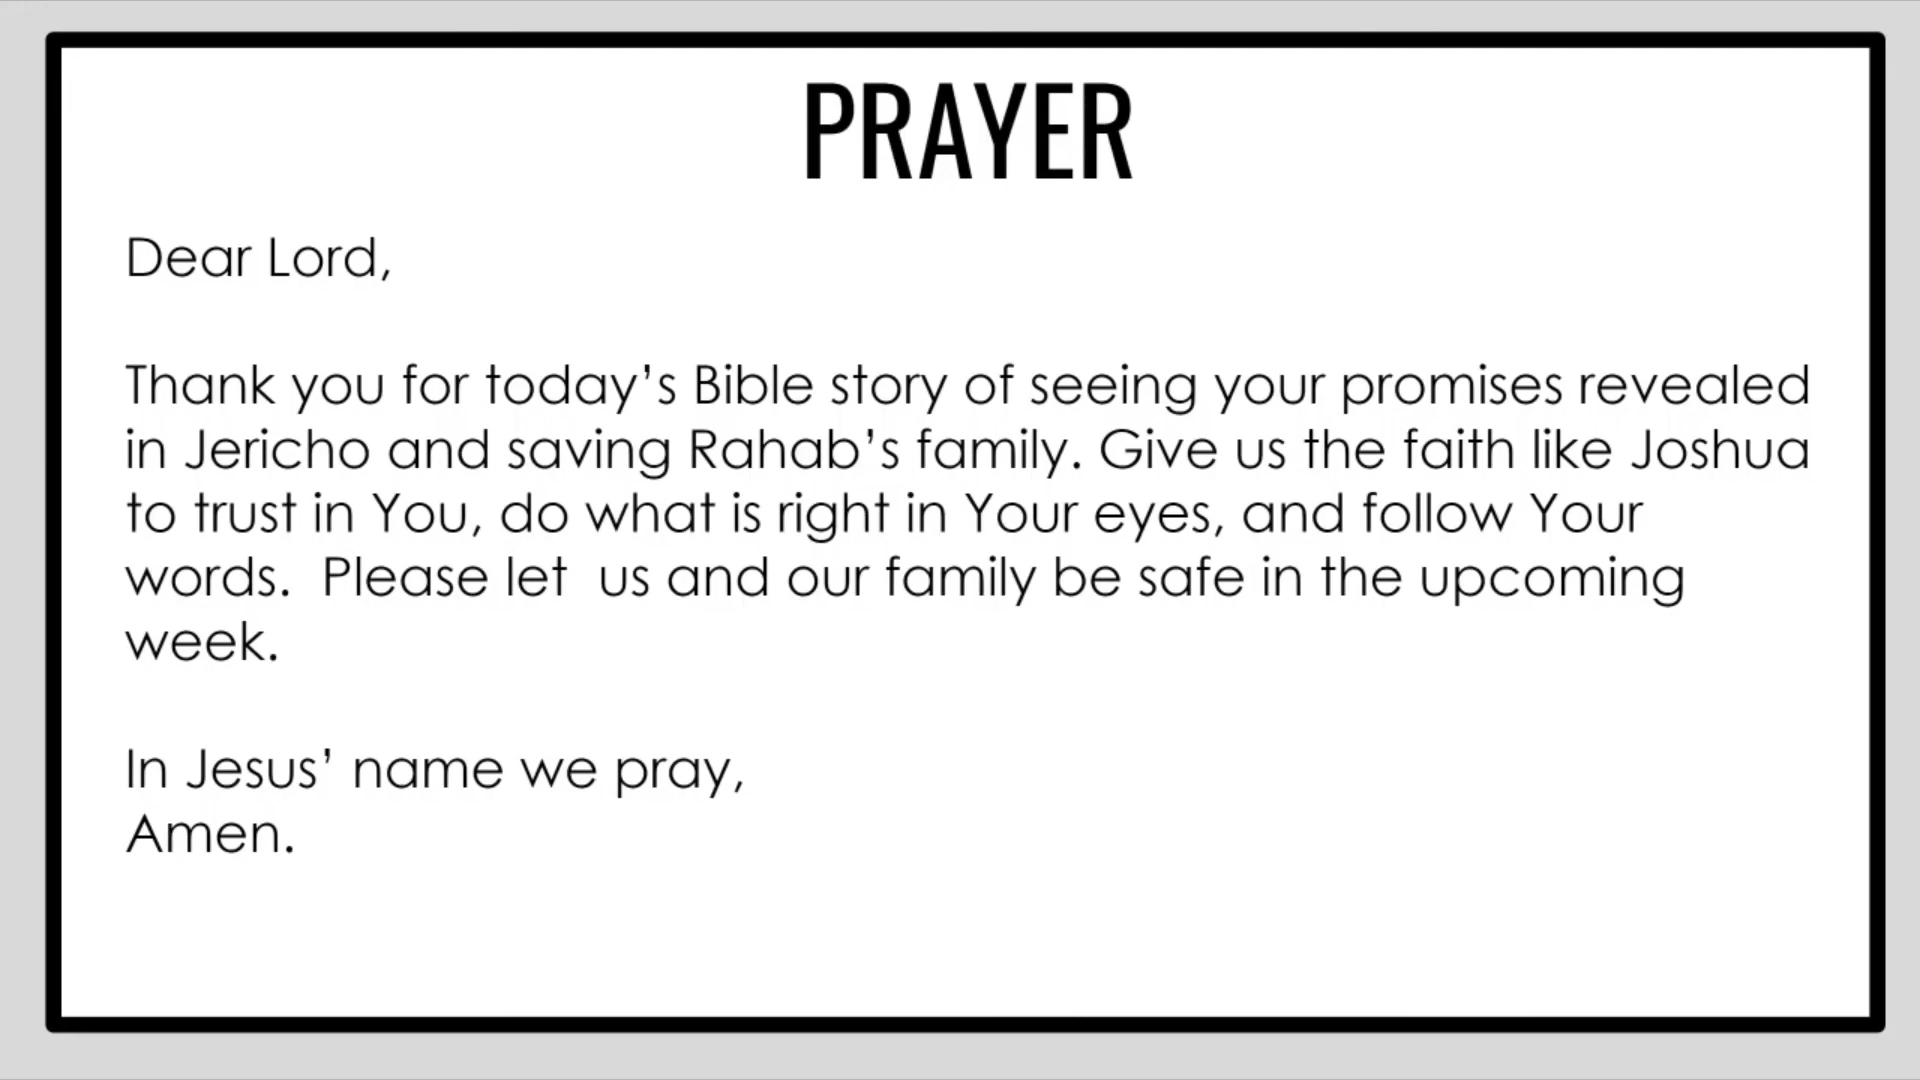 PRAYER
Dear Lord,
Thank you for today’s Bible story of seeing your promises revealed
in Jericho and saving Rahab’s family. Give us the faith like Joshua
to trust in You, do what is right in Your eyes, and follow Your
words.  Please let  us and our family be safe in the upcoming
week.
In Jesus’ name we pray,
Amen.